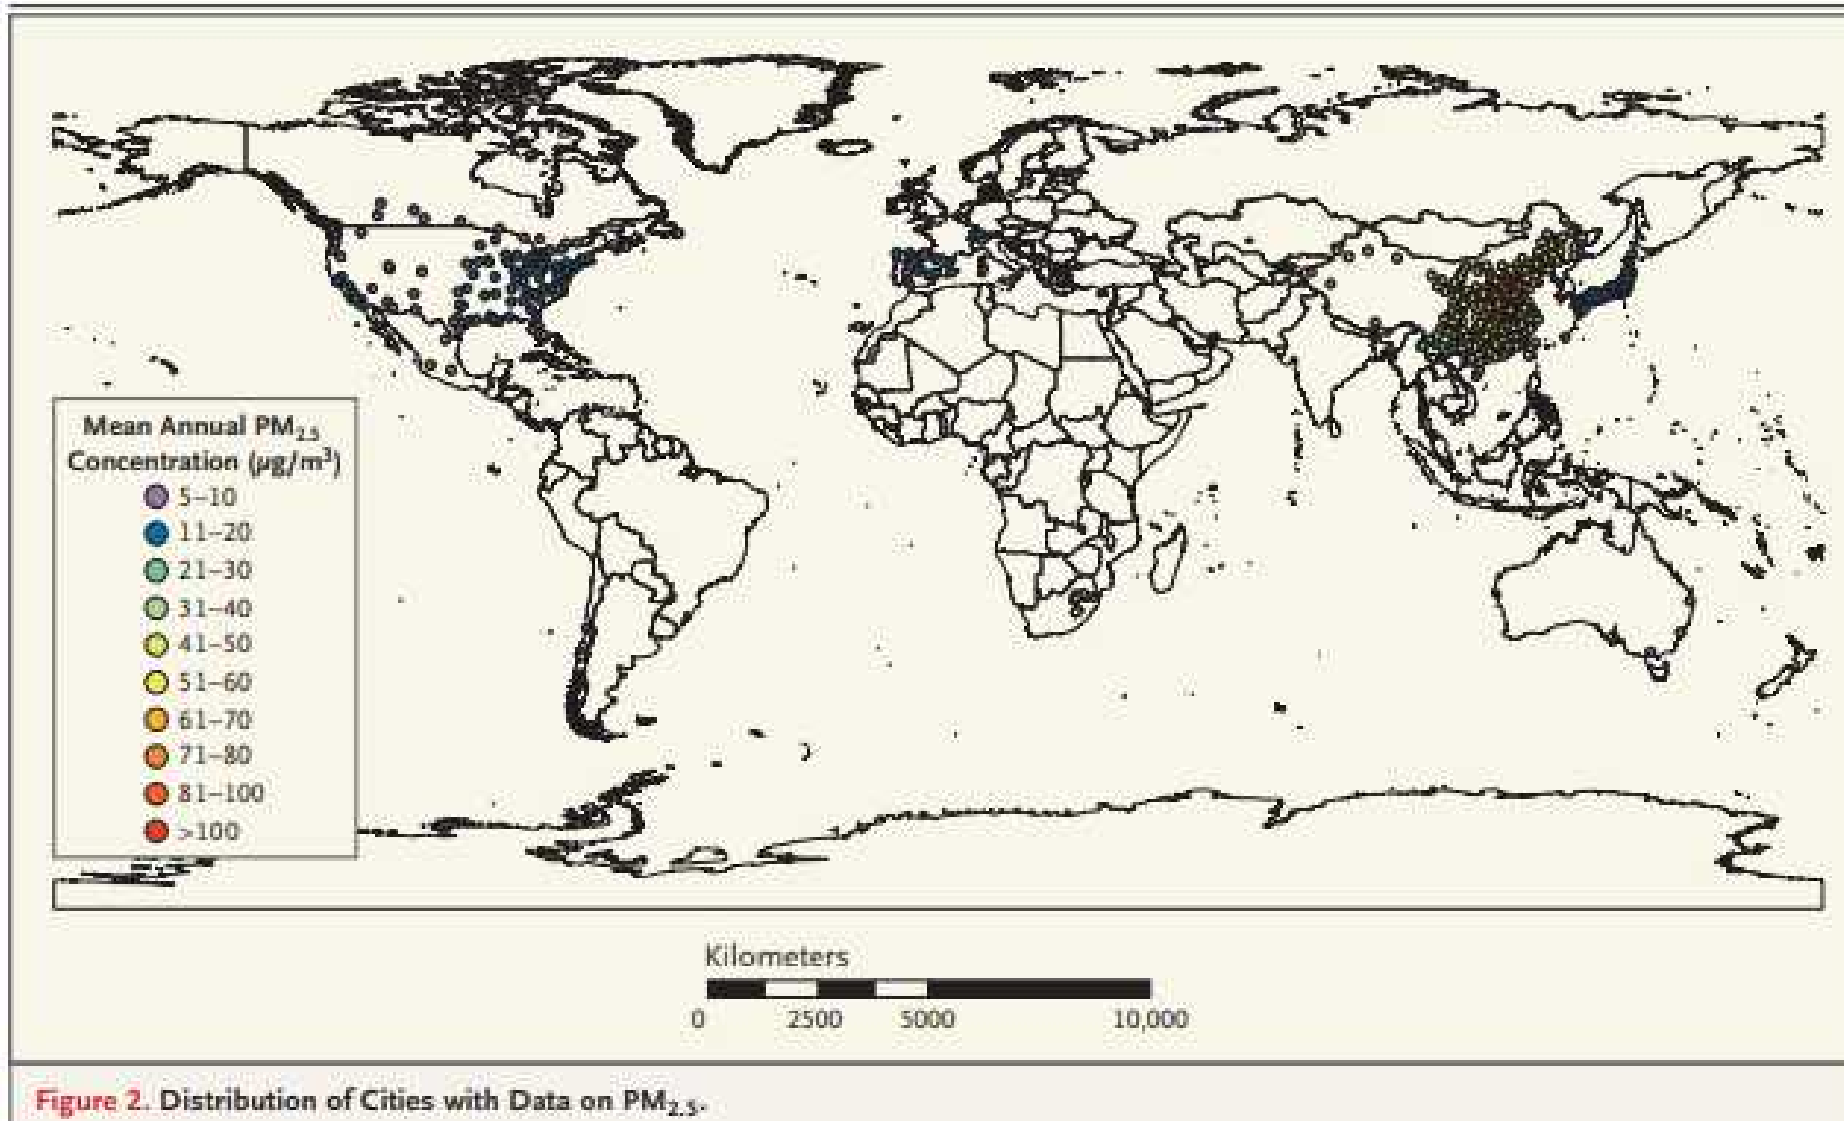 Mean Annual PM2.5
Concentration (µg/m³)
5–10
11–20
21–30
31–40
41–50
51–60
61–70
71–80
81–100
>100
Kilometers
0 2500 5000 10,000
Figure 2. Distribution of Cities with Data on PM2.5.